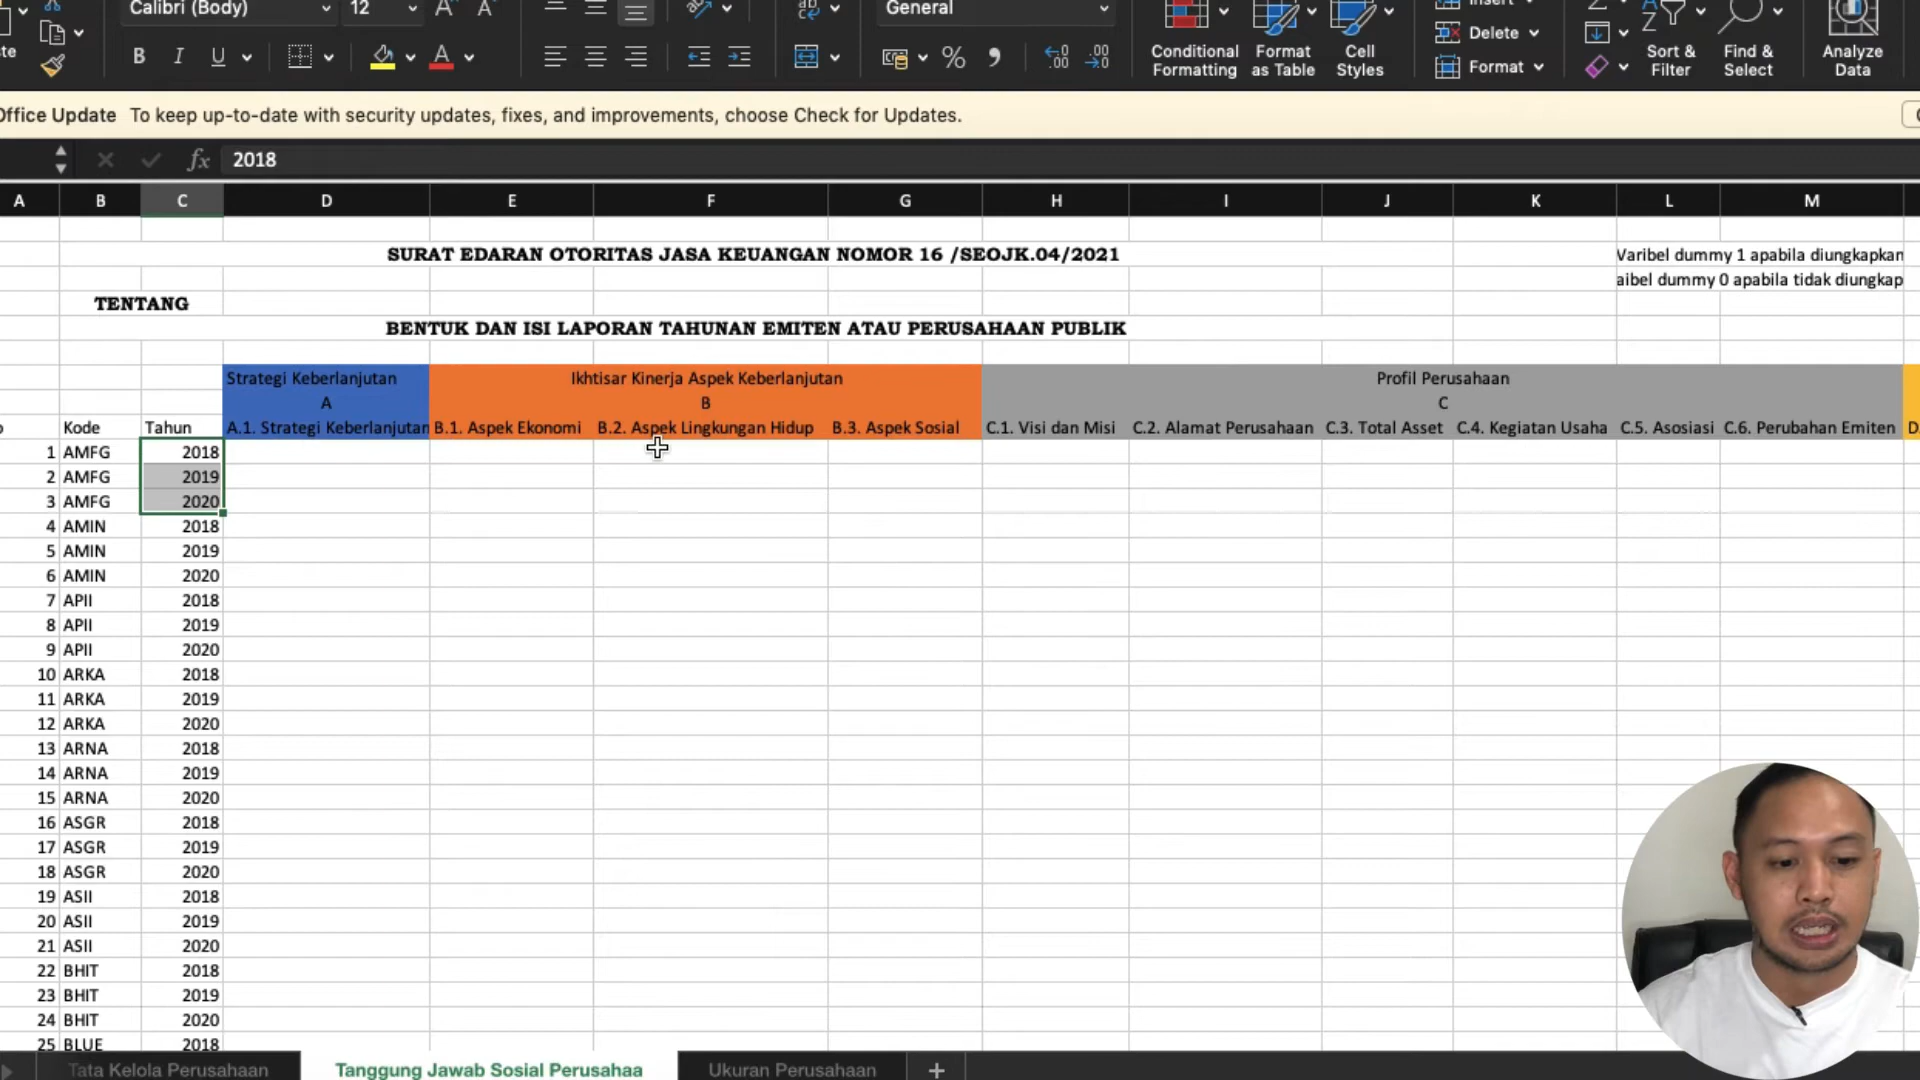 Calibri (Body) 12 General Insert
B I U Conditional Formatting Format as Table Cell Styles Delete Format Sort & Filter Find & Select Analyze Data
Office Update To keep up-to-date with security updates, fixes, and improvements, choose Check for Updates.
fx 2018
A B C D E F G H I J K L M
SURAT EDARAN OTORITAS JASA KEUANGAN NOMOR 16 /SEOJK.04/2021 Varibel dummy 1 apabila diungkapkan
aibel dummy 0 apabila tidak diungkap
TENTANG
BENTUK DAN ISI LAPORAN TAHUNAN EMITEN ATAU PERUSAHAAN PUBLIK
Strategi Keberlanjutan Ikhtisar Kinerja Aspek Keberlanjutan Profil Perusahaan
A B C
Kode Tahun A.1. Strategi Keberlanjutan B.1. Aspek Ekonomi B.2. Aspek Lingkungan Hidup B.3. Aspek Sosial C.1. Visi dan Misi C.2. Alamat Perusahaan C.3. Total Asset C.4. Kegiatan Usaha C.5. Asosiasi C.6. Perubahan Emiten D.
1 AMFG 2018
2 AMFG 2019
3 AMFG 2020
4 AMIN 2018
5 AMIN 2019
6 AMIN 2020
7 APII 2018
8 APII 2019
9 APII 2020
10 ARKA 2018
11 ARKA 2019
12 ARKA 2020
13 ARNA 2018
14 ARNA 2019
15 ARNA 2020
16 ASGR 2018
17 ASGR 2019
18 ASGR 2020
19 ASII 2018
20 ASII 2019
21 ASII 2020
22 BHIT 2018
23 BHIT 2019
24 BHIT 2020
25 BLUE 2018
Tata Kelola Perusahaan Tanggung Jawab Sosial Perusahaa Ukuran Perusahaan +